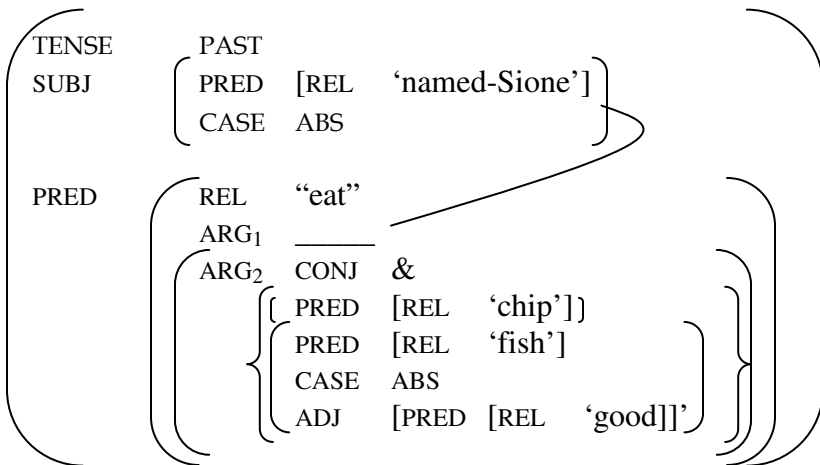 TENSE PAST
SUBJ PRED [REL ‘named-Sione’]
CASE ABS
PRED REL “eat”
ARG1 _____
ARG2 CONJ &
PRED [REL ‘chip’]
PRED [REL ‘fish’]
CASE ABS
ADJ [PRED [REL ‘good]]’